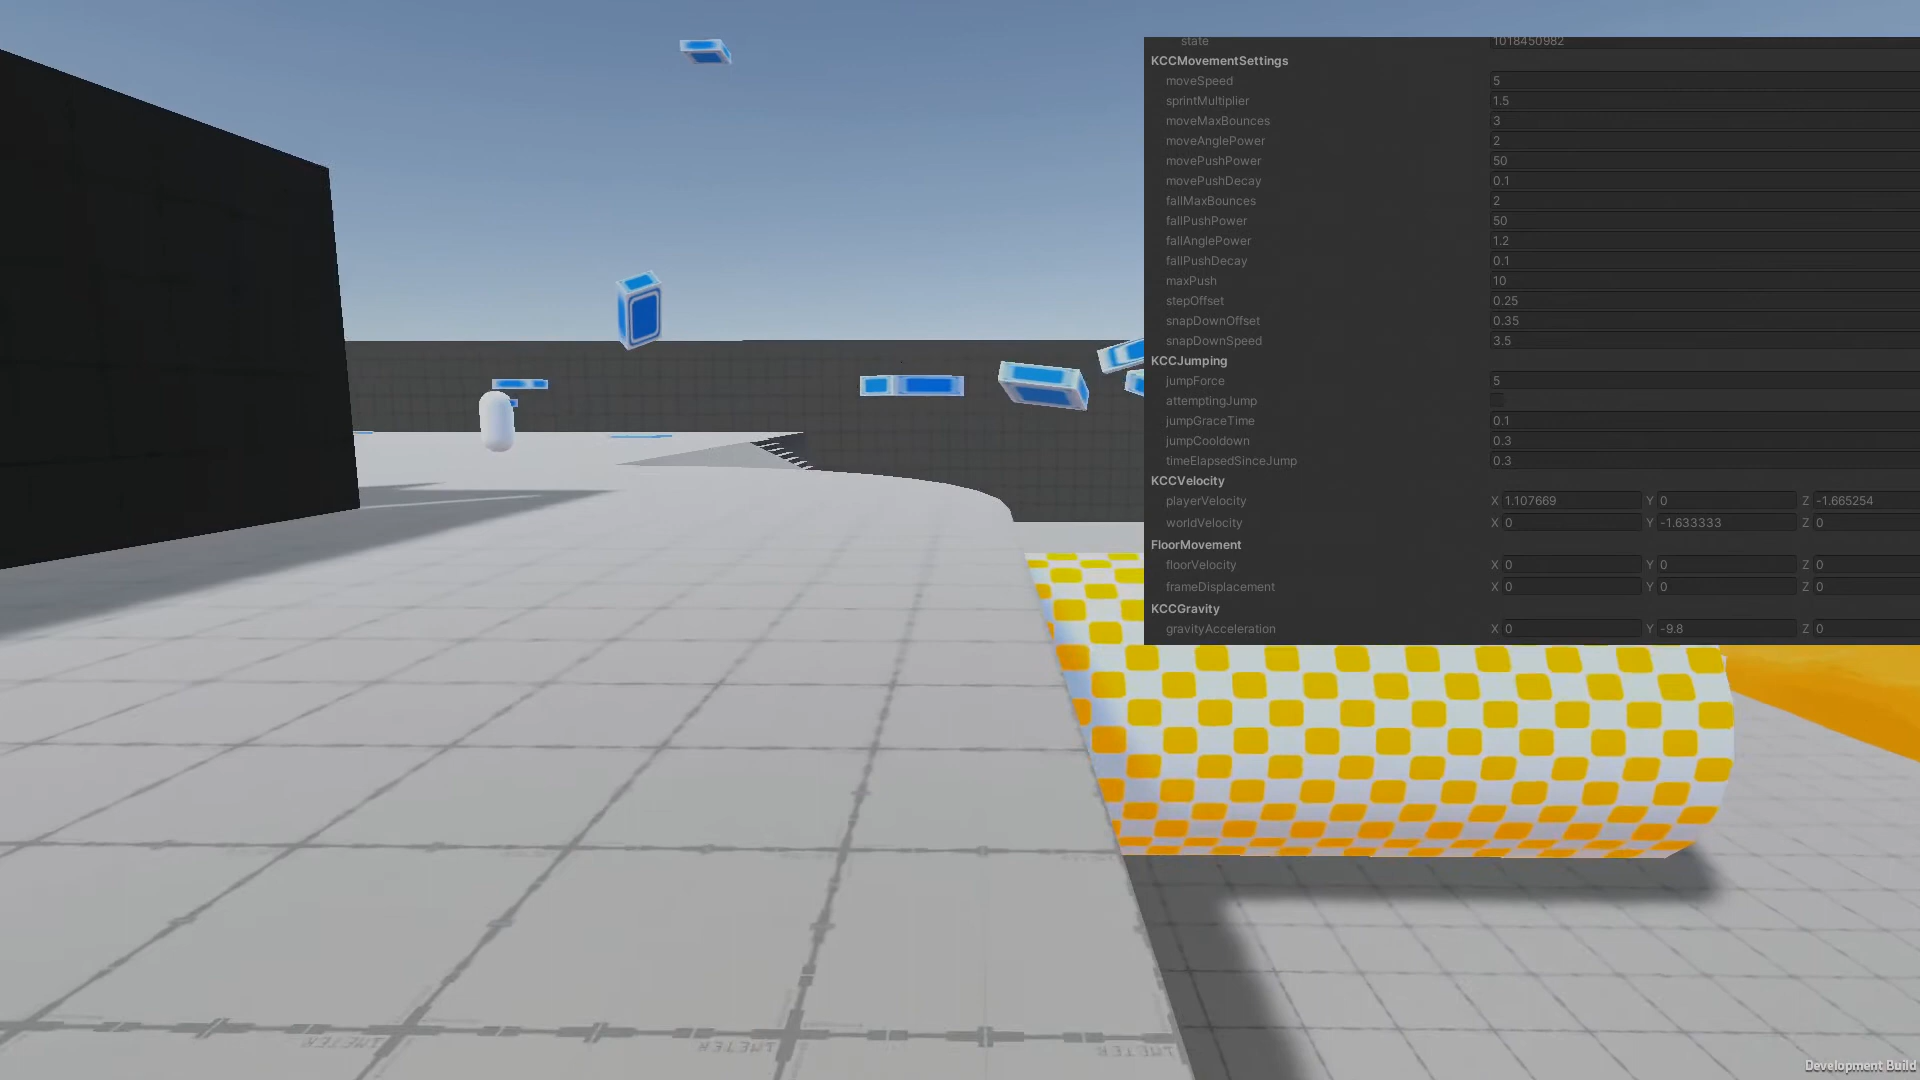 state 1018450982
KCCMovementSettings
moveSpeed 5
sprintMultiplier 1.5
moveMaxBounces 3
moveAnglePower 2
movePushPower 50
movePushDecay 0.1
fallMaxBounces 2
fallPushPower 50
fallAnglePower 1.2
fallPushDecay 0.1
maxPush 10
stepOffset 0.25
snapDownOffset 0.35
snapDownSpeed 3.5
KCCJumping
jumpForce 5
attemptingJump
jumpGraceTime 0.1
jumpCooldown 0.3
timeElapsedSinceJump 0.3
KCCVelocity
playerVelocity X 1.107669 Y 0 Z -1.665254
worldVelocity X 0 Y -1.633333 Z 0
FloorMovement
floorVelocity X 0 Y 0 Z 0
frameDisplacement X 0 Y 0 Z 0
KCCGravity
gravityAcceleration X 0 Y -9.8 Z 0
1METER 1METER 1METER
Development Build